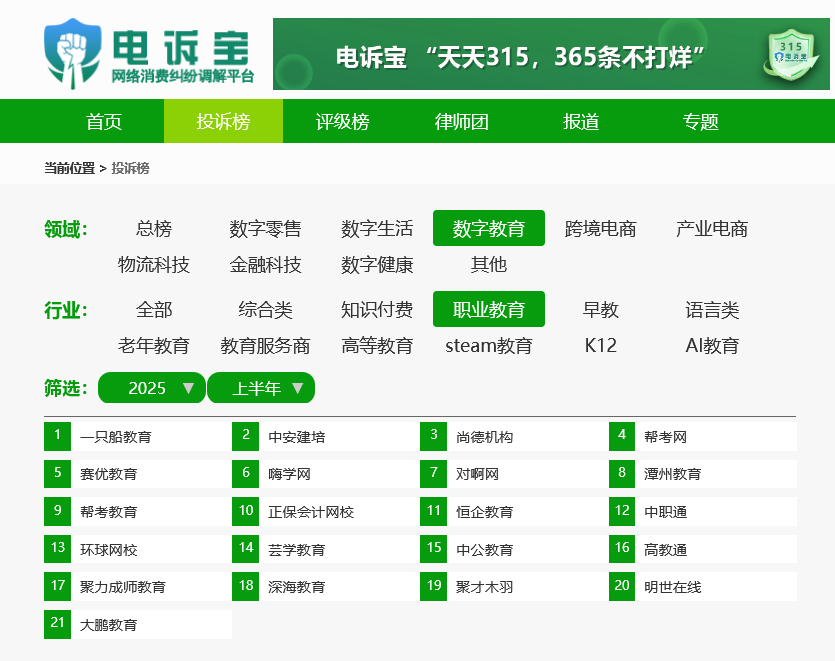 电诉宝
网络消费纠纷调解平台
电诉宝 “天天315，365条不打烊”
315
电诉宝
首页 投诉榜 评级榜 律师团 报道 专题
当前位置 > 投诉榜
领域： 总榜 数字零售 数字生活 数字教育 跨境电商 产业电商
物流科技 金融科技 数字健康 其他
行业： 全部 综合类 知识付费 职业教育 早教 语言类
老年教育 教育服务商 高等教育 steam教育 K12 AI教育
筛选： 2025 ▼ 上半年 ▼
1 一只船教育 2 中安建培 3 尚德机构 4 帮考网
5 赛优教育 6 嗨学网 7 对啊网 8 潭州教育
9 帮考教育 10 正保会计网校 11 恒企教育 12 中职通
13 环球网校 14 芸学教育 15 中公教育 16 高教通
17 聚力成师教育 18 深海教育 19 聚才木羽 20 明世在线
21 大鹏教育